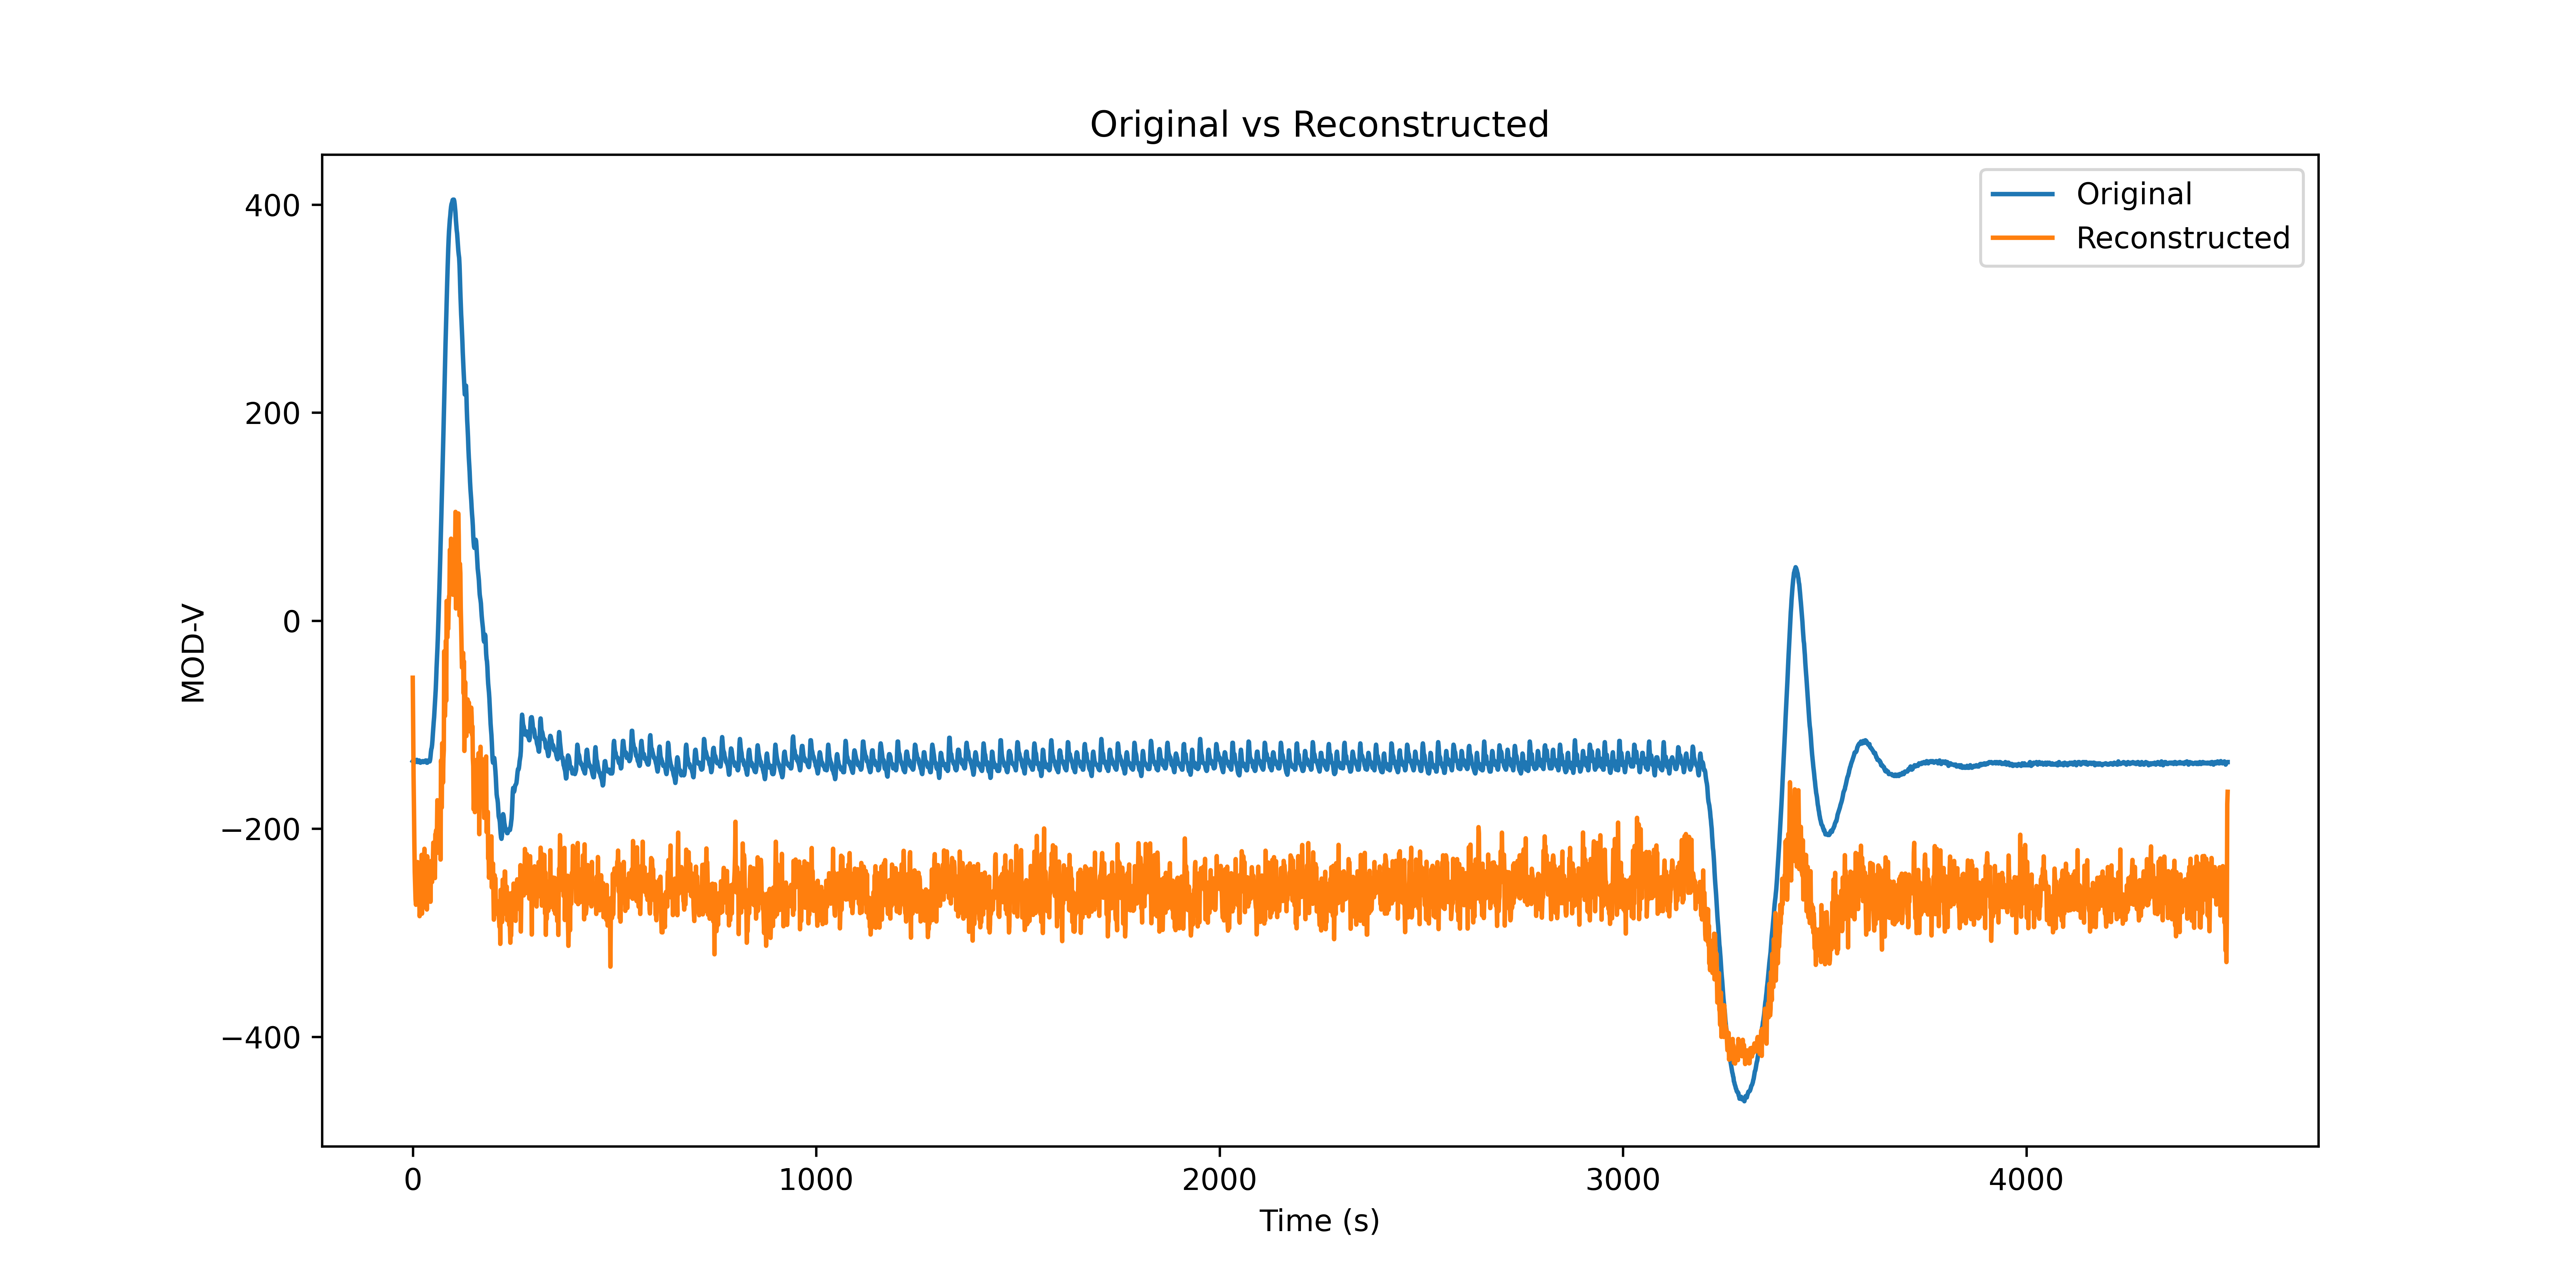 Original vs Reconstructed
Original
Reconstructed
MOD-V
400
200
0
−200
−400
0
1000
2000
3000
4000
Time (s)